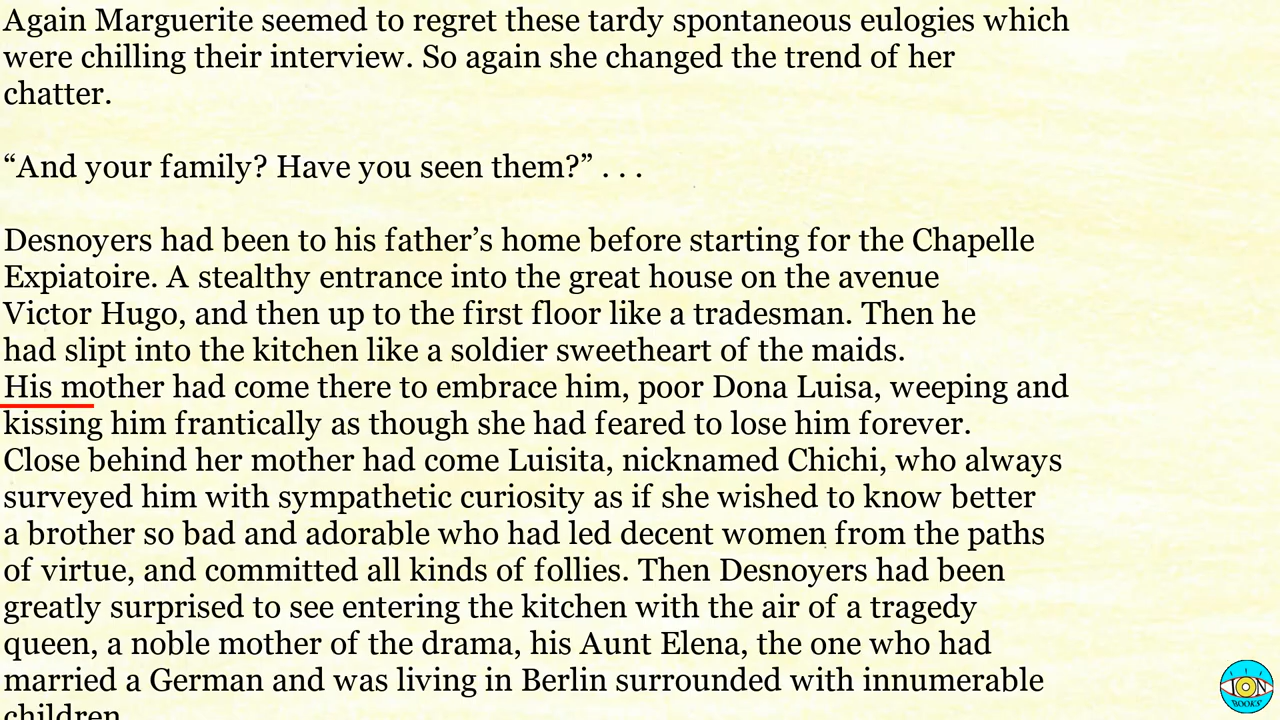 Again Marguerite seemed to regret these tardy spontaneous eulogies which
were chilling their interview. So again she changed the trend of her
chatter.
“And your family? Have you seen them?” . . .
Desnoyers had been to his father’s home before starting for the Chapelle
Expiatoire. A stealthy entrance into the great house on the avenue
Victor Hugo, and then up to the first floor like a tradesman. Then he
had slipt into the kitchen like a soldier sweetheart of the maids.
His mother had come there to embrace him, poor Dona Luisa, weeping and
kissing him frantically as though she had feared to lose him forever.
Close behind her mother had come Luisita, nicknamed Chichi, who always
surveyed him with sympathetic curiosity as if she wished to know better
a brother so bad and adorable who had led decent women from the paths
of virtue, and committed all kinds of follies. Then Desnoyers had been
greatly surprised to see entering the kitchen with the air of a tragedy
queen, a noble mother of the drama, his Aunt Elena, the one who had
married a German and was living in Berlin surrounded with innumerable
children.
ION
BOOKS